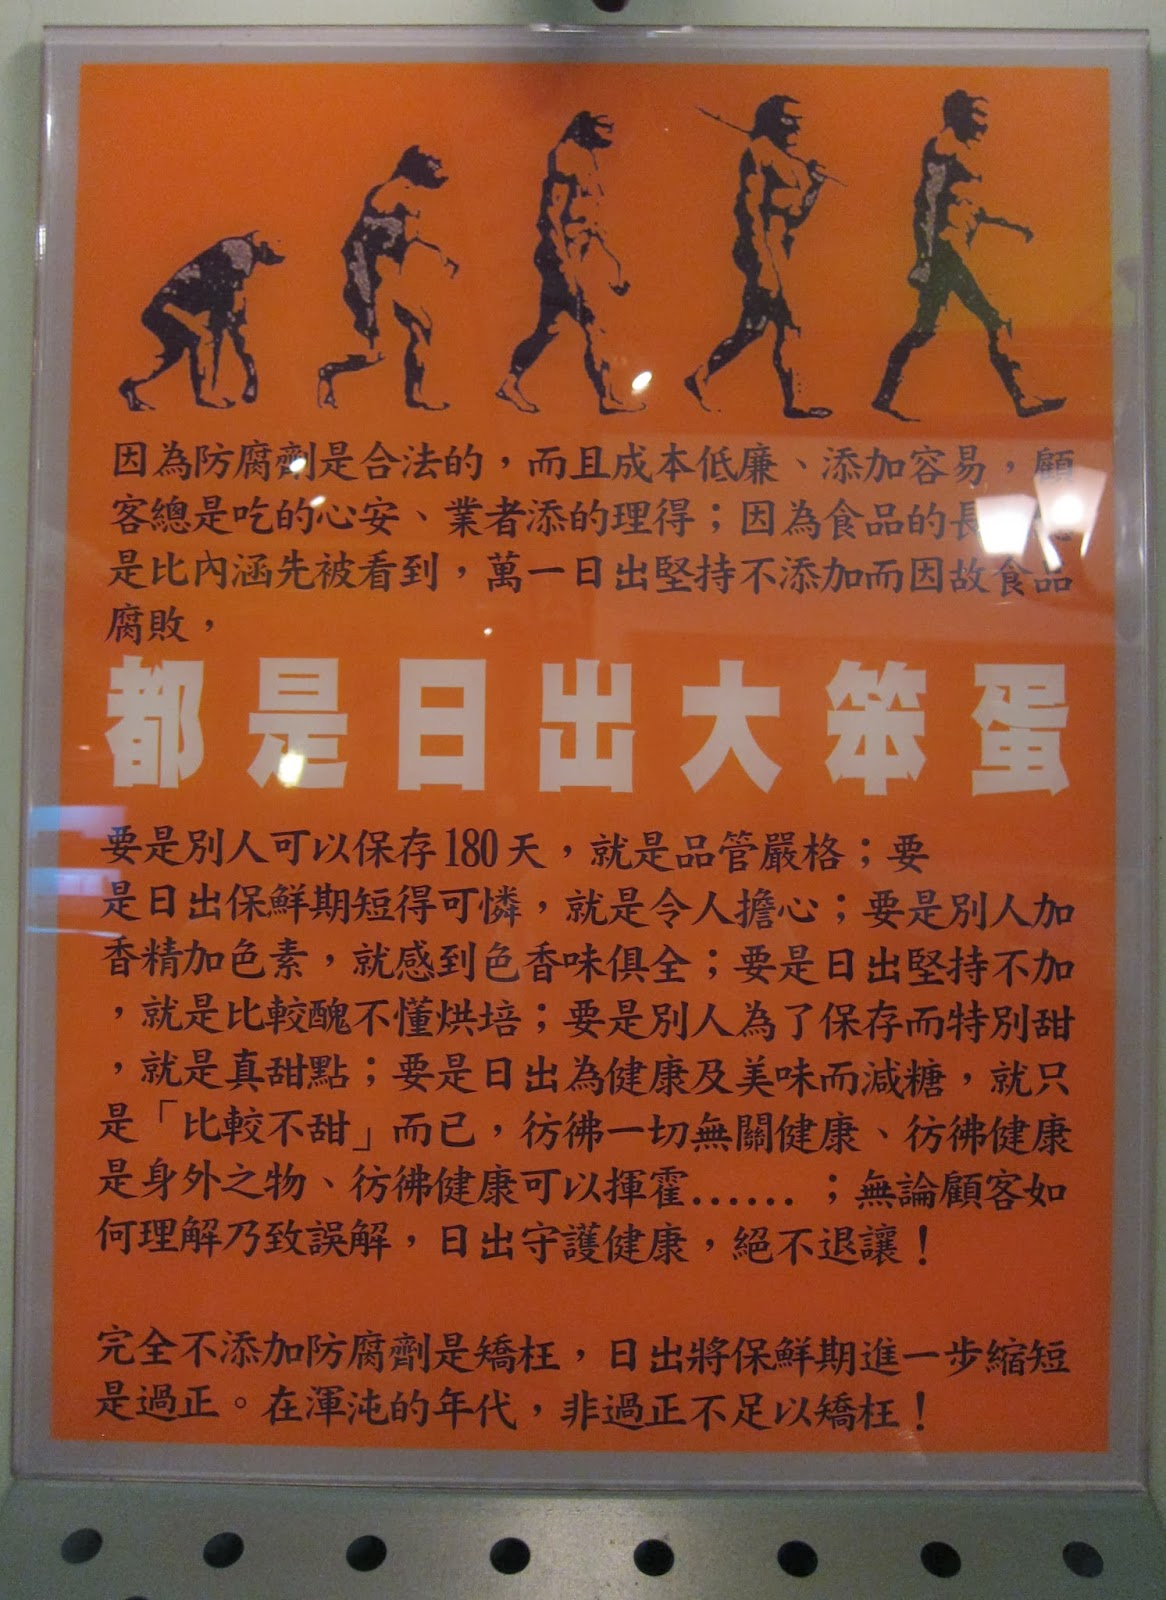 因為防腐劑是合法的，而且成本低廉、添加容易，顧
客總是吃的心安、業者添的理得；因為食品的長
是比內涵先被看到，萬一日出堅持不添加而因故食品
腐敗，
都是日出大笨蛋
要是別人可以保存180天，就是品管嚴格；要
是日出保鮮期短得可憐，就是令人擔心；要是別人加
香精加色素，就感到色香味俱全；要是日出堅持不加
，就是比較醜不懂烘培；要是別人為了保存而特別甜
，就是真甜點；要是日出為健康及美味而減糖，就只
是「比較不甜」而已，彷彿一切無關健康、彷彿健康
是身外之物、彷彿健康可以揮霍......；無論顧客如
何理解乃致誤解，日出守護健康，絕不退讓！
完全不添加防腐劑是矯枉，日出將保鮮期進一步縮短
是過正。在渾沌的年代，非過正不足以矯枉！